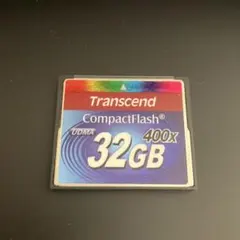 Transcend
CompactFlash®
UDMA 400x
32GB